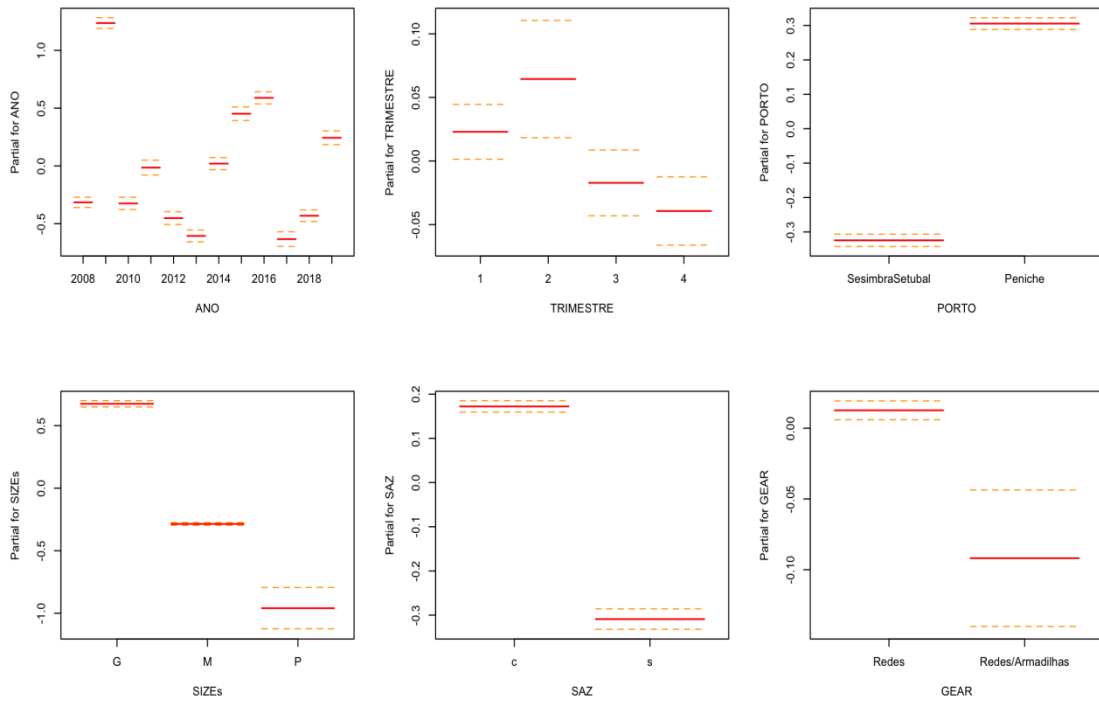 Partial for ANO
1.0
0.5
0.0
-0.5
2008 2010 2012 2014 2016 2018
ANO
Partial for TRIMESTRE
0.10
0.05
0.00
-0.05
1 2 3 4
TRIMESTRE
Partial for PORTO
0.3
0.2
0.1
0.0
-0.1
-0.2
-0.3
SesimbraSetubal Peniche
PORTO
Partial for SIZEs
0.5
0.0
-0.5
-1.0
G M P
SIZEs
Partial for SAZ
0.2
0.1
0.0
-0.1
-0.2
-0.3
c s
SAZ
Partial for GEAR
0.00
-0.05
-0.10
Redes Redes/Armadilhas
GEAR